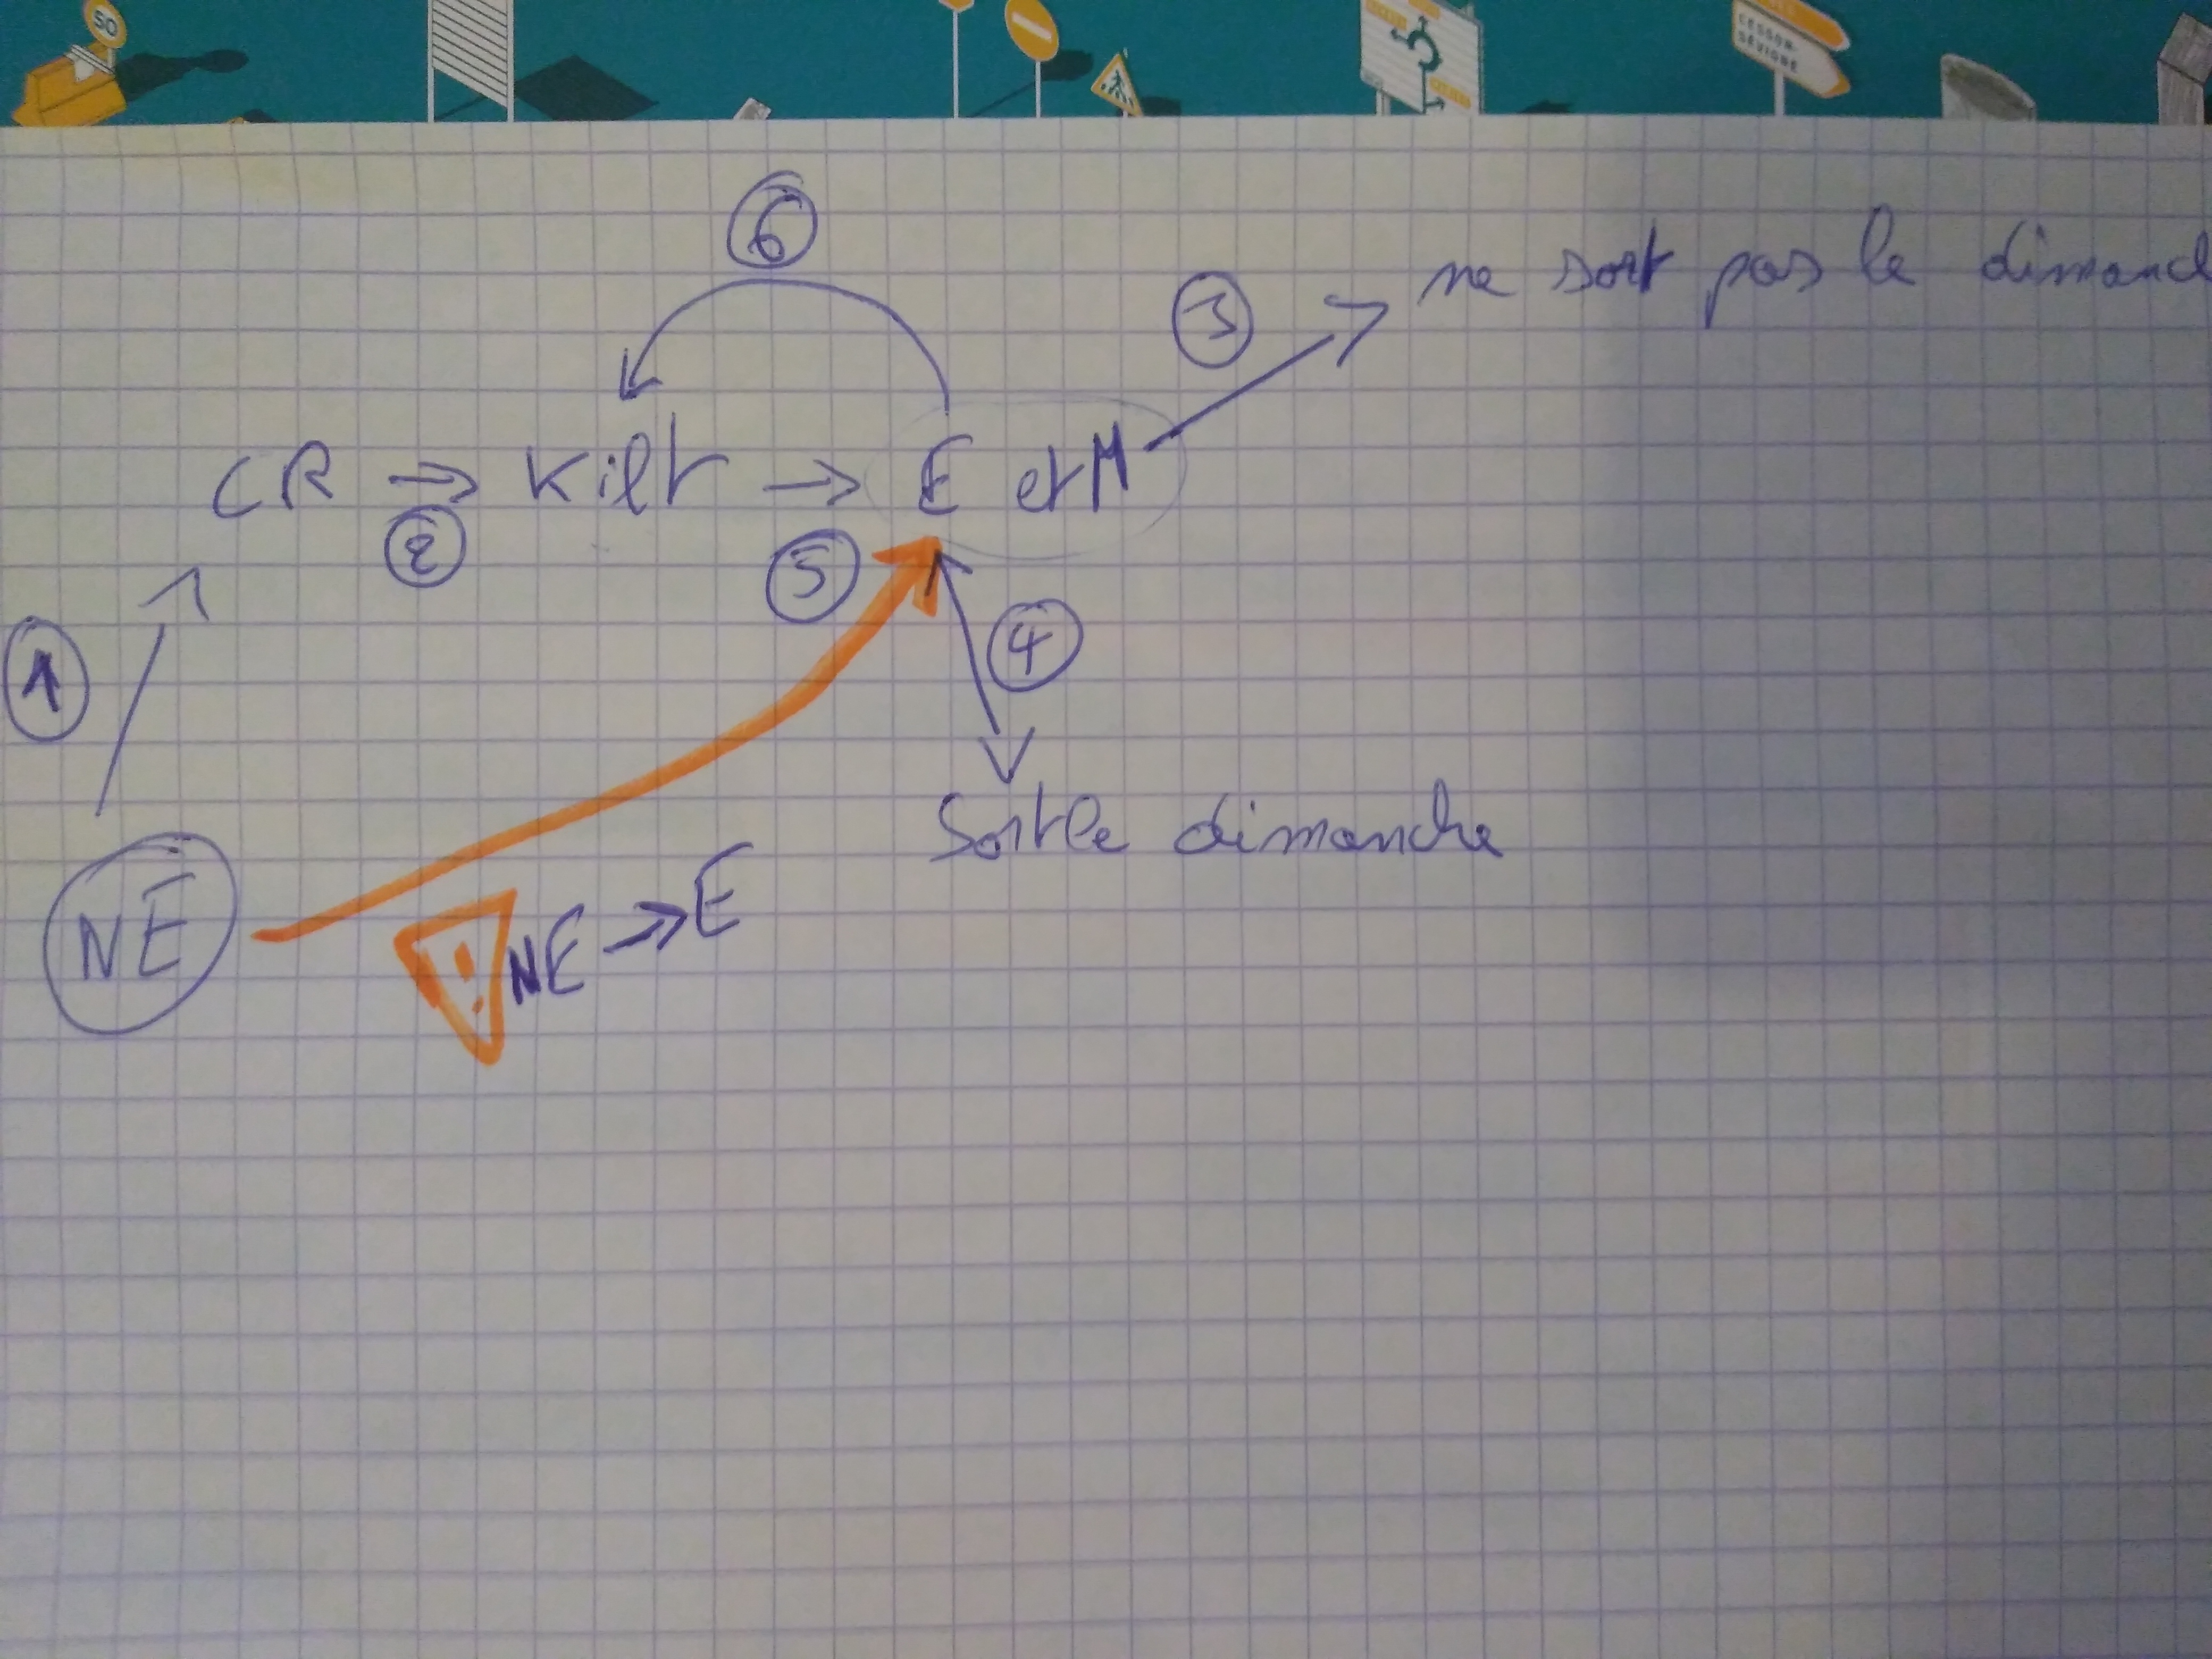 50
CESSON-
SÉVIGNÉ
6
3
ne sort pas le dimanch
CR → Kilt → E et M
2
5
1
4
Sort le dimanche
NE
! NE → E